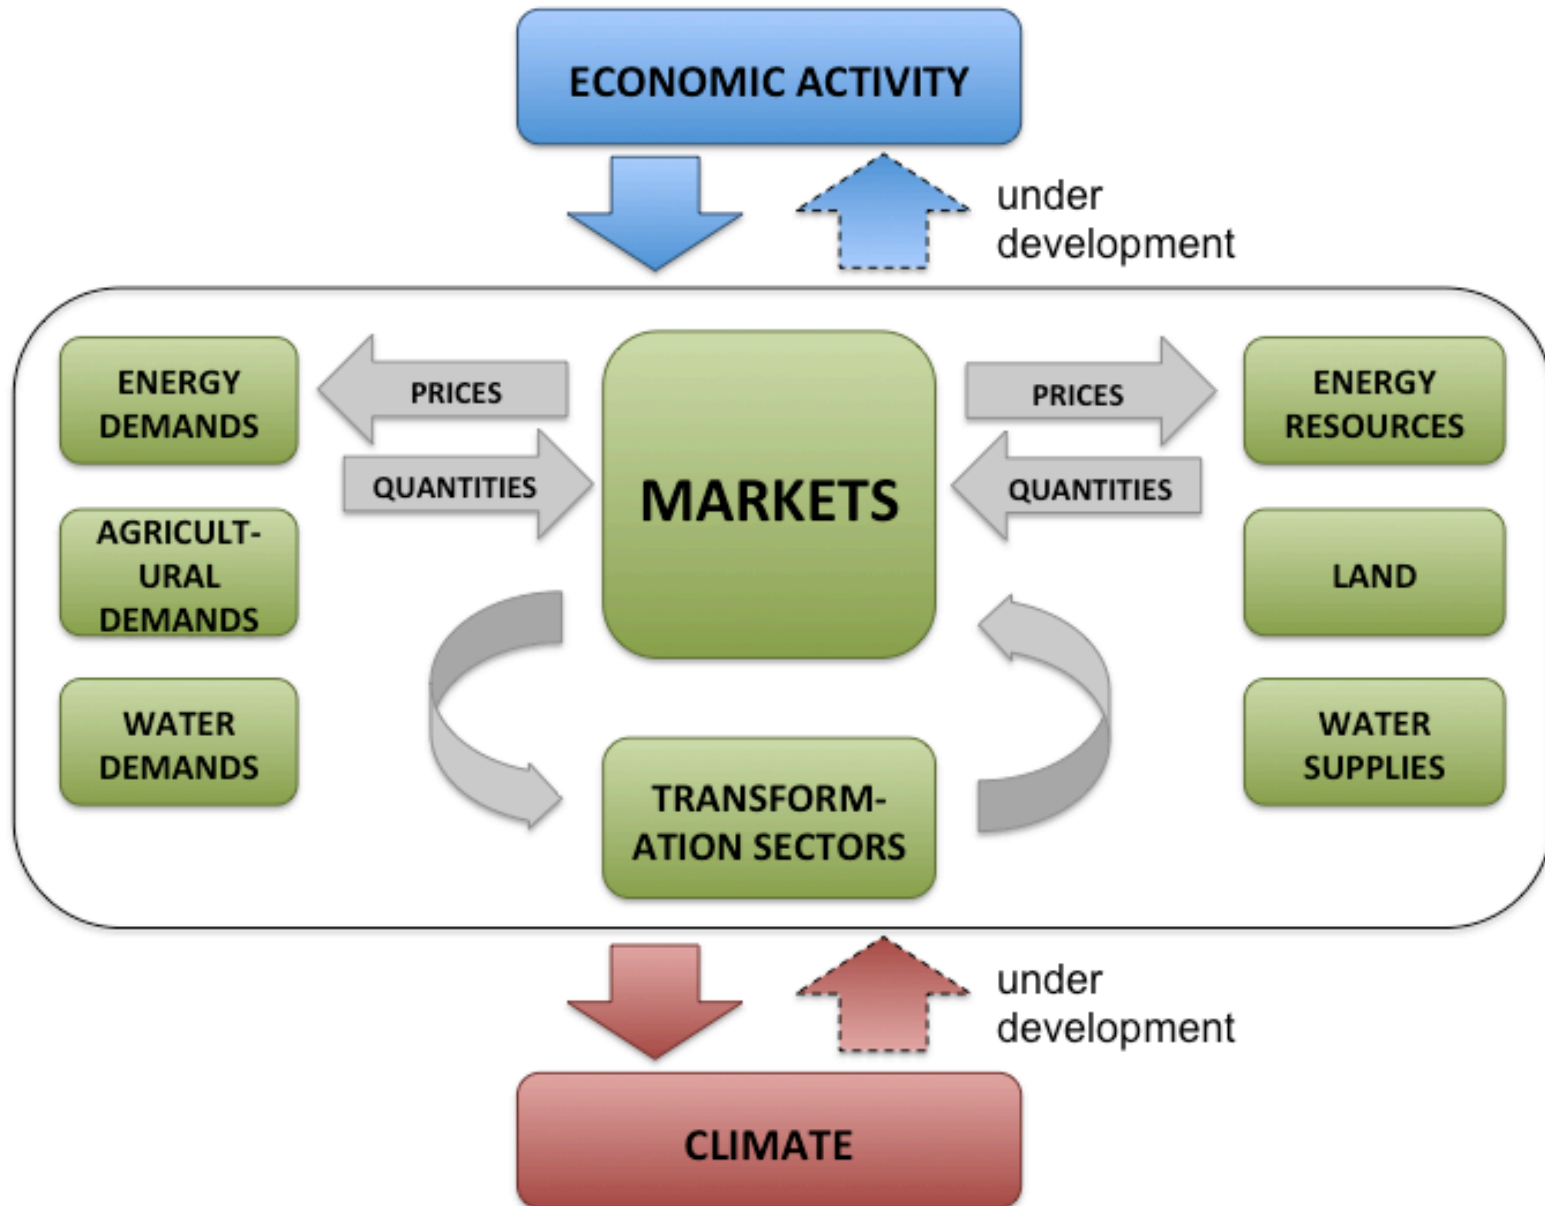 ECONOMIC ACTIVITY
under
development
ENERGY
DEMANDS
PRICES
QUANTITIES
AGRICULT-
URAL
DEMANDS
WATER
DEMANDS
MARKETS
TRANSFORM-
ATION SECTORS
PRICES
QUANTITIES
ENERGY
RESOURCES
LAND
WATER
SUPPLIES
under
development
CLIMATE